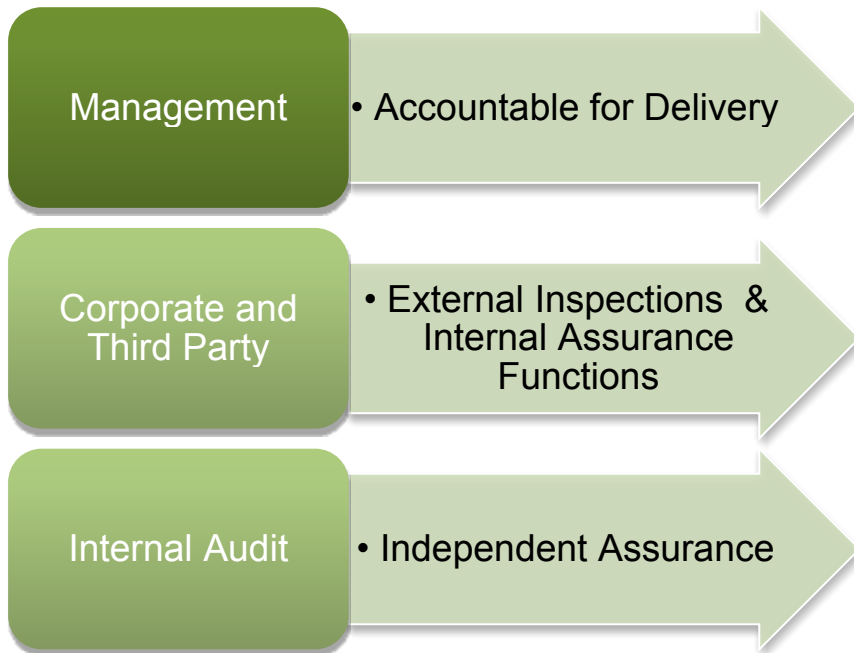 Management
• Accountable for Delivery
Corporate and
Third Party
• External Inspections  &
Internal Assurance
Functions
Internal Audit
• Independent Assurance